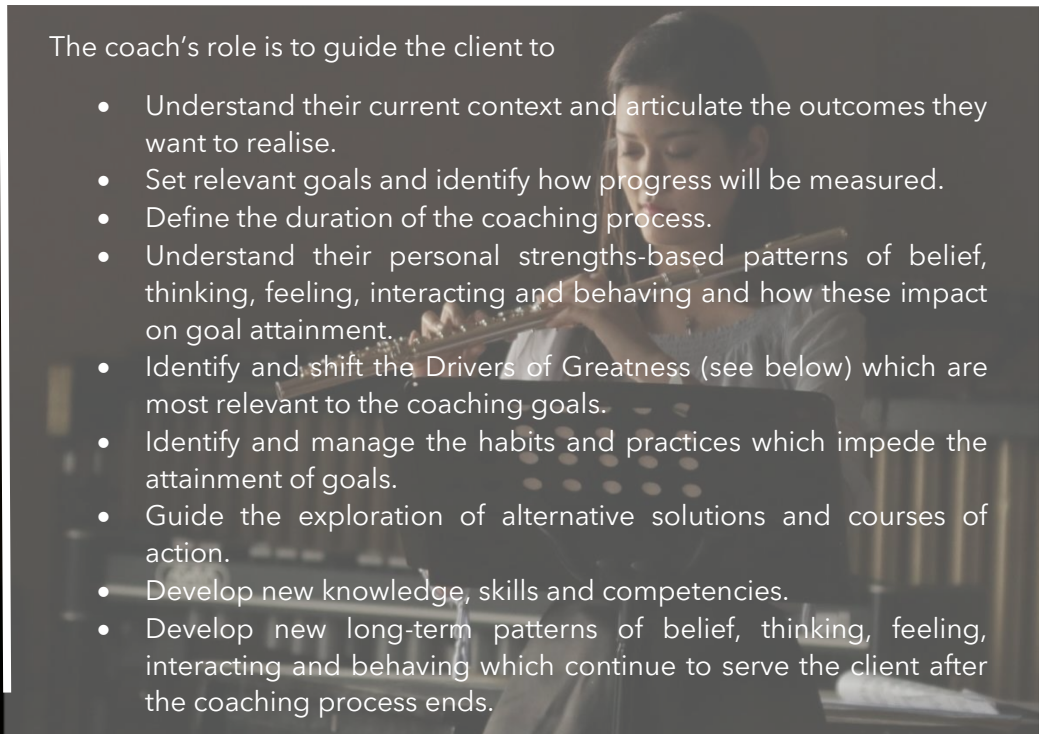 The coach’s role is to guide the client to
• Understand their current context and articulate the outcomes they
want to realise.
• Set relevant goals and identify how progress will be measured.
• Define the duration of the coaching process.
• Understand their personal strengths-based patterns of belief,
thinking, feeling, interacting and behaving and how these impact
on goal attainment.
• Identify and shift the Drivers of Greatness (see below) which are
most relevant to the coaching goals.
• Identify and manage the habits and practices which impede the
attainment of goals.
• Guide the exploration of alternative solutions and courses of
action.
• Develop new knowledge, skills and competencies.
• Develop new long-term patterns of belief, thinking, feeling,
interacting and behaving which continue to serve the client after
the coaching process ends.